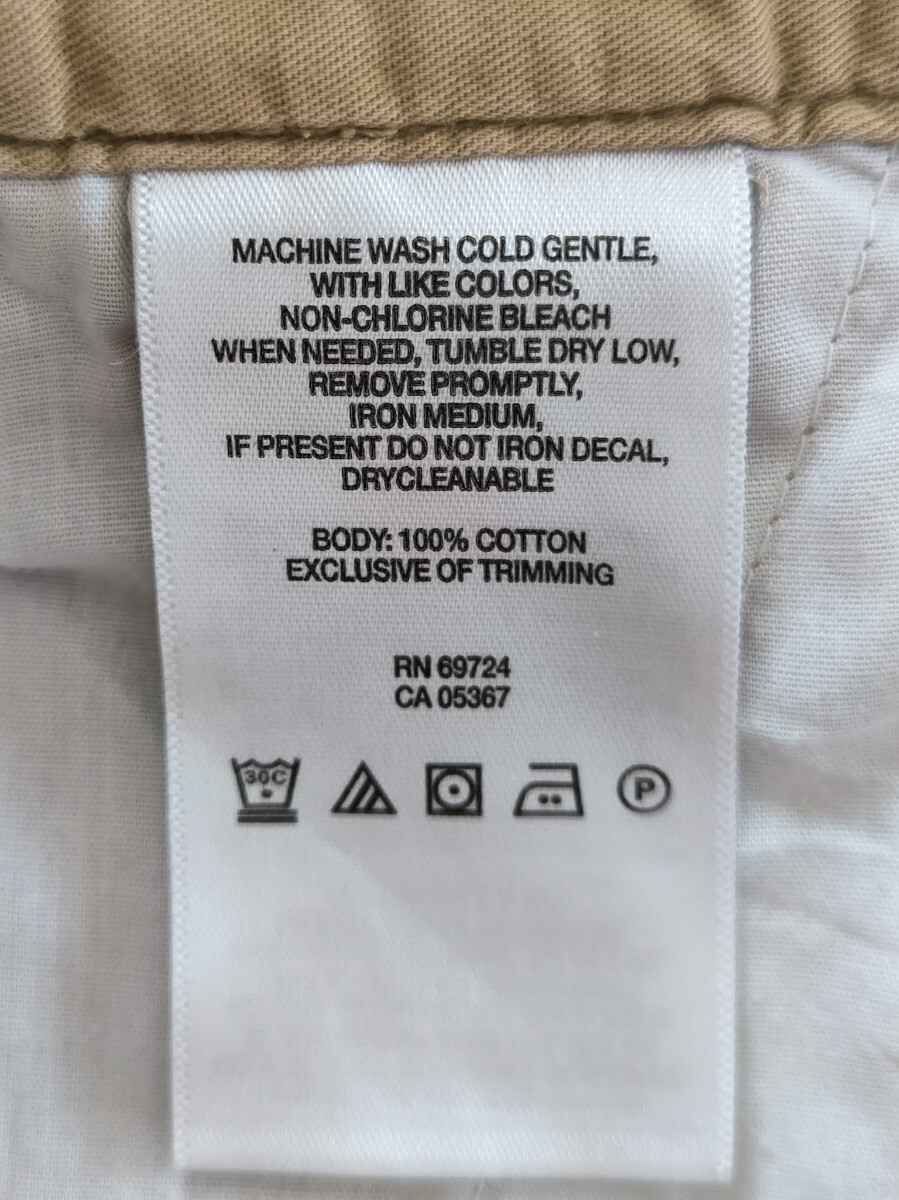 MACHINE WASH COLD GENTLE,
WITH LIKE COLORS,
NON-CHLORINE BLEACH
WHEN NEEDED, TUMBLE DRY LOW,
REMOVE PROMPTLY,
IRON MEDIUM,
IF PRESENT DO NOT IRON DECAL,
DRYCLEANABLE
BODY: 100% COTTON
EXCLUSIVE OF TRIMMING
RN 69724
CA 05367
30C P